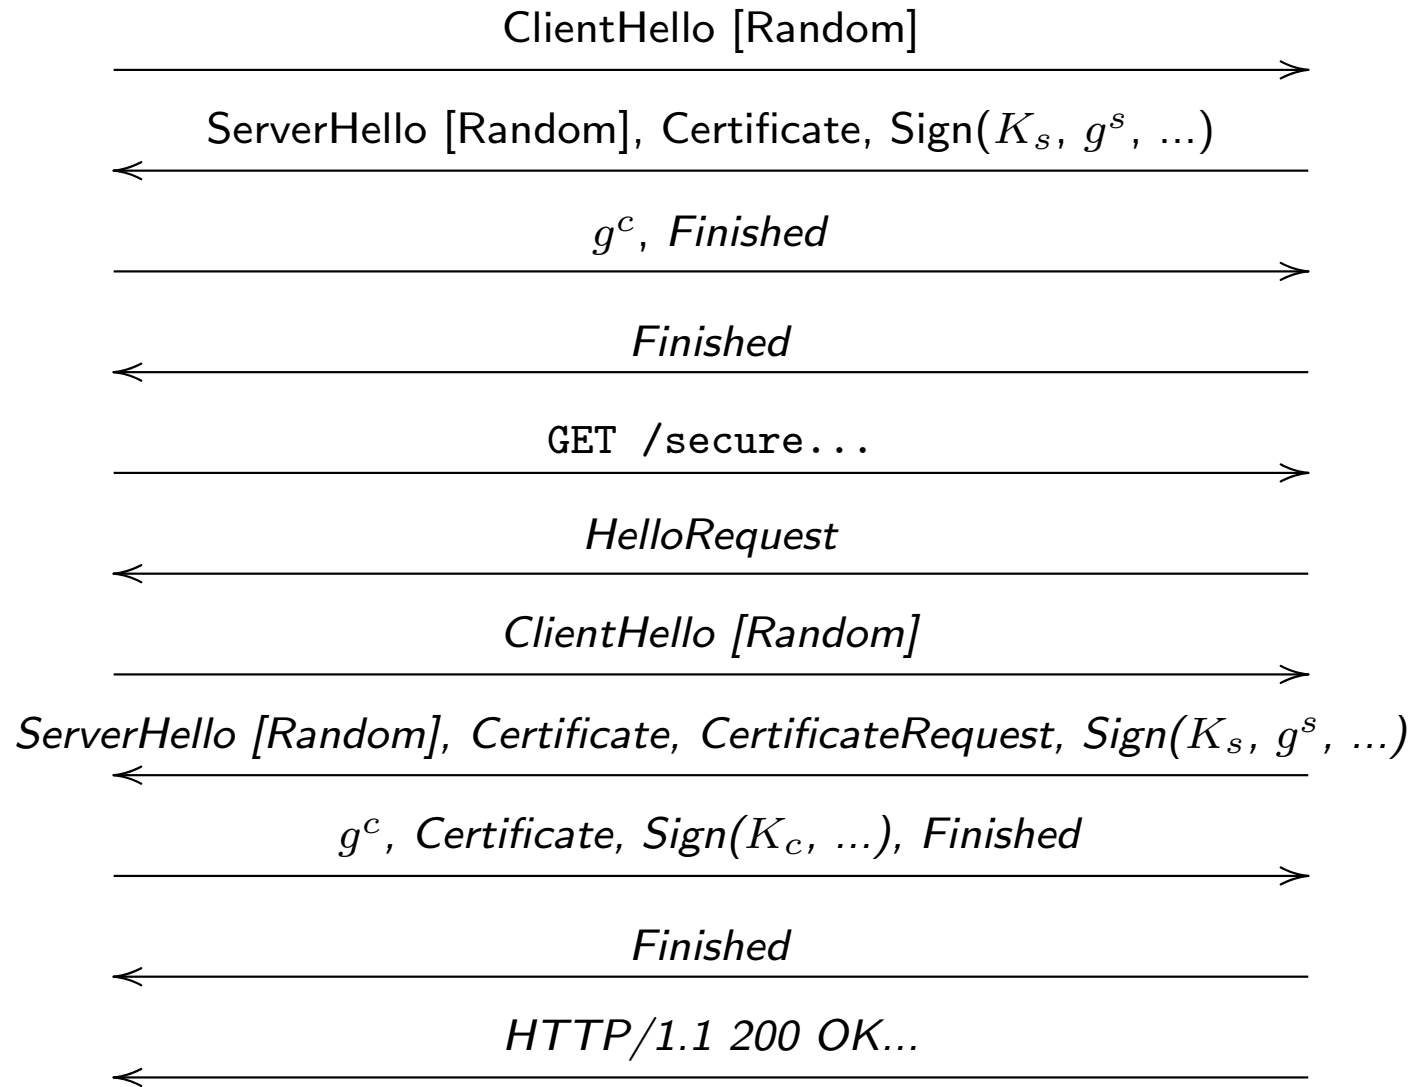 ClientHello [Random]
ServerHello [Random], Certificate, Sign(K_s, g^s, ...)
g^c, Finished
Finished
GET /secure...
HelloRequest
ClientHello [Random]
ServerHello [Random], Certificate, CertificateRequest, Sign(K_s, g^s, ...)
g^c, Certificate, Sign(K_c, ...), Finished
Finished
HTTP/1.1 200 OK...